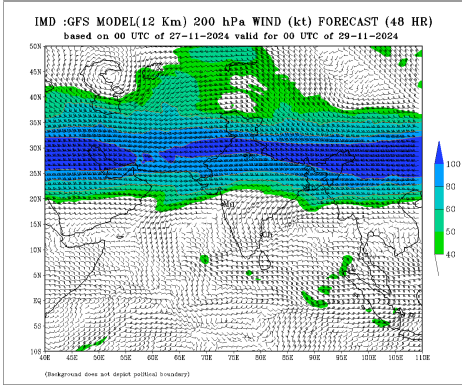 IMD :GFS MODEL(12 Km) 200 hPa WIND (kt) FORECAST (48 HR)
based on 00 UTC of 27-11-2024 valid for 00 UTC of 29-11-2024
50N
45N
40N
35N
30N
25N
20N
15N
10N
5N
EQ
5S
10S
40E 45E 50E 55E 60E 65E 70E 75E 80E 85E 90E 95E 100E 105E 110E
100
80
60
50
40
Mu
Ch
(Background does not depict political boundary)